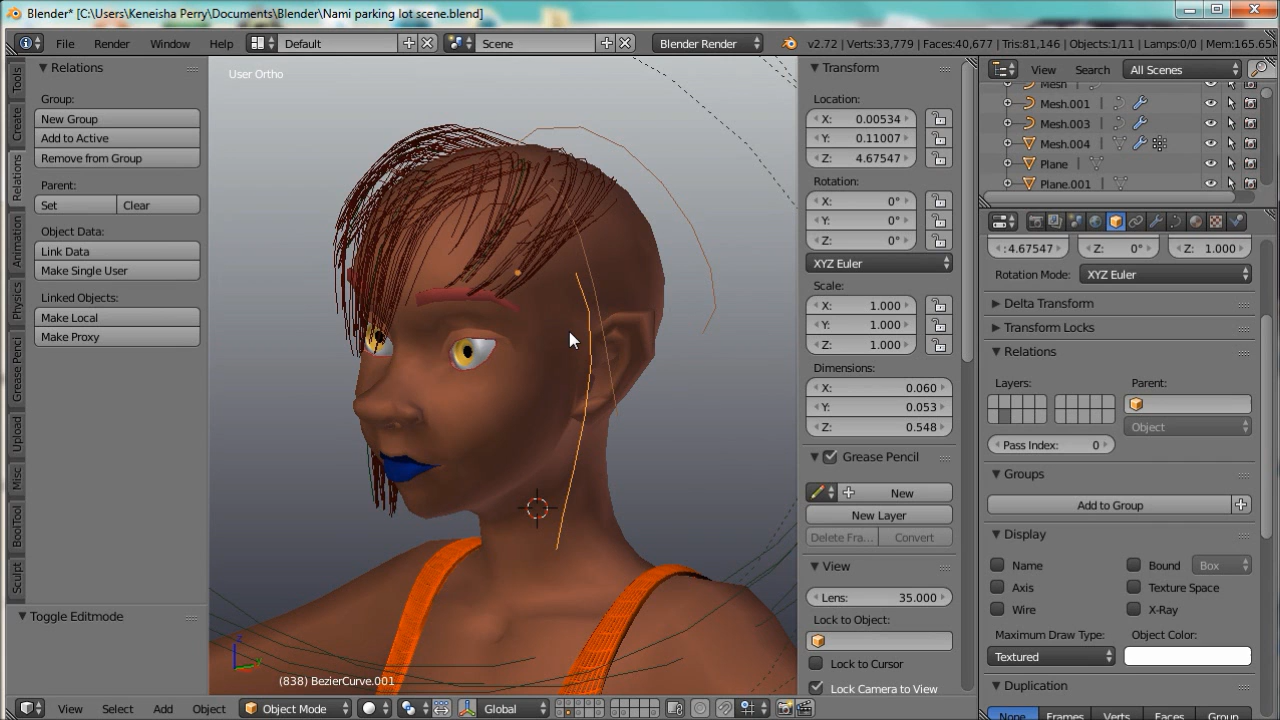 Blender* [C:\Users\Keneisha Perry\Documents\Blender\Nami parking lot scene.blend]
File Render Window Help Default Scene Blender Render v2.72 | Verts:33,779 | Faces:40,677 | Tris:81,146 | Objects:1/11 | Lamps:0/0 | Mem:165.65
Tools
Create
Relations
Animation
Physics
Grease Pencil
Upload
Misc
BoolTool
Sculpt
Relations
Group:
New Group
Add to Active
Remove from Group
Parent:
Set Clear
Object Data:
Link Data
Make Single User
Linked Objects:
Make Local
Make Proxy
Toggle Editmode
User Ortho
(838) BezierCurve.001
View Select Add Object Object Mode Global
Transform
Location:
X: 0.00534
Y: 0.11007
Z: 4.67547
Rotation:
X: 0°
Y: 0°
Z: 0°
XYZ Euler
Scale:
X: 1.000
Y: 1.000
Z: 1.000
Dimensions:
X: 0.060
Y: 0.053
Z: 0.548
Grease Pencil
New
New Layer
Delete Fra... Convert
View
Lens: 35.000
Lock to Object:
Lock to Cursor
Lock Camera to View
View Search All Scenes
Mesh
Mesh.001
Mesh.003
Mesh.004
Plane
Plane.001
:4.67547 Z: 0° Z: 1.000
Rotation Mode: XYZ Euler
Delta Transform
Transform Locks
Relations
Layers: Parent:
Object
Pass Index: 0
Groups
Add to Group
Display
Name Bound Box
Axis Texture Space
Wire X-Ray
Maximum Draw Type: Object Color:
Textured
Duplication
None Frames Verts Faces Group